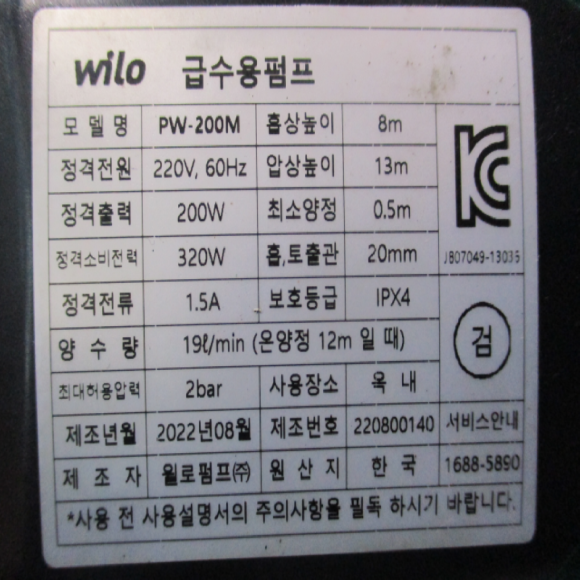 wilo 급수용펌프
모델명 PW-200M 흡상높이 8m
정격전원 220V, 60Hz 압상높이 13m
정격출력 200W 최소양정 0.5m
정격소비전력 320W 흡,토출관 20mm
JB07049-13035
정격전류 1.5A 보호등급 IPX4
양수량 19ℓ/min (온양정 12m 일 때)
검
최대허용압력 2bar 사용장소 옥내
제조년월 2022년08월 제조번호 220800140 서비스안내
제조자 윌로펌프㈜ 원산지 한국 1688-5890
*사용 전 사용설명서의 주의사항을 필독 하시기 바랍니다.